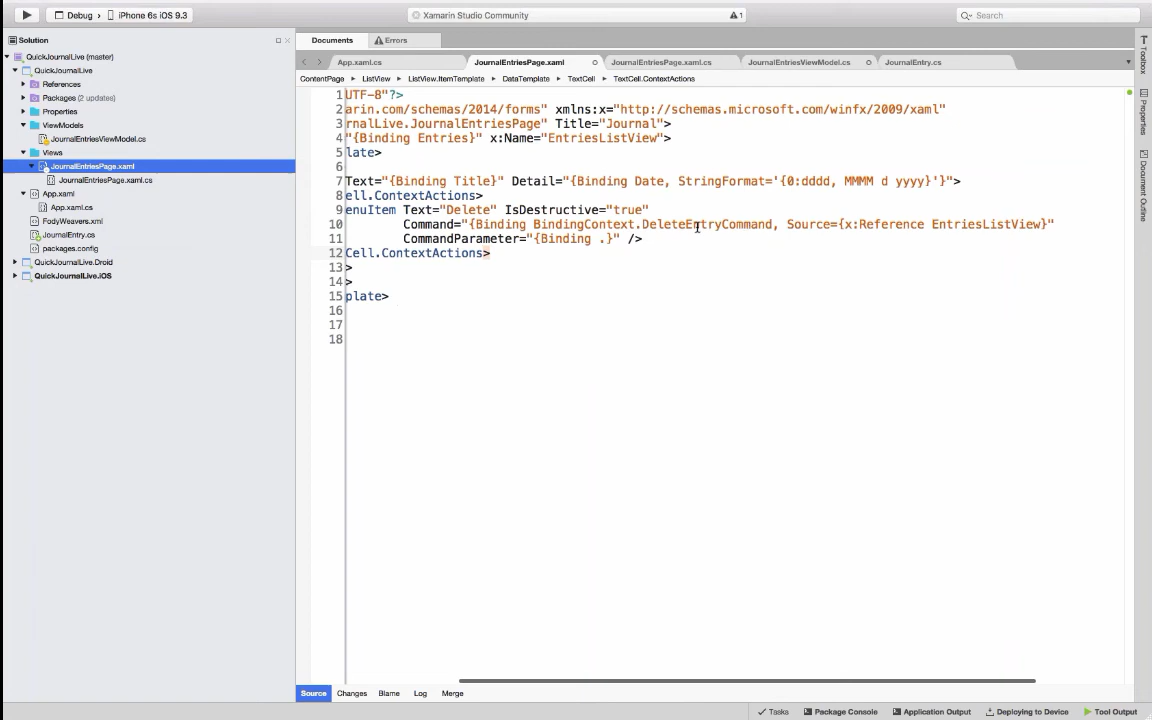 Debug > iPhone 6s iOS 9.3
Xamarin Studio Community
1
Search
Solution
QuickJournalLive (master)
QuickJournalLive
References
Packages (2 updates)
Properties
ViewModels
JournalEntriesViewModel.cs
Views
JournalEntriesPage.xaml
JournalEntriesPage.xaml.cs
App.xaml
App.xaml.cs
FodyWeavers.xml
JournalEntry.cs
packages.config
QuickJournalLive.Droid
QuickJournalLive.iOS
Documents
Errors
App.xaml.cs
JournalEntriesPage.xaml
JournalEntriesPage.xaml.cs
JournalEntriesViewModel.cs
JournalEntry.cs
ContentPage > ListView > ListView.ItemTemplate > DataTemplate > TextCell > TextCell.ContextActions
1 UTF-8"?>
2 arin.com/schemas/2014/forms" xmlns:x="http://schemas.microsoft.com/winfx/2009/xaml"
3 rnalLive.JournalEntriesPage" Title="Journal">
4 "{Binding Entries}" x:Name="EntriesListView">
5 late>
6
7 Text="{Binding Title}" Detail="{Binding Date, StringFormat='{0:dddd, MMMM d yyyy}'}">
8 ell.ContextActions>
9 enuItem Text="Delete" IsDestructive="true"
10 Command="{Binding BindingContext.DeleteEntryCommand, Source={x:Reference EntriesListView}"
11 CommandParameter="{Binding .}" />
12 Cell.ContextActions>
13 >
14 >
15 plate>
16
17
18
Toolbox
Properties
Document Outline
Source
Changes
Blame
Log
Merge
Tasks
Package Console
Application Output
Deploying to Device
Tool Output